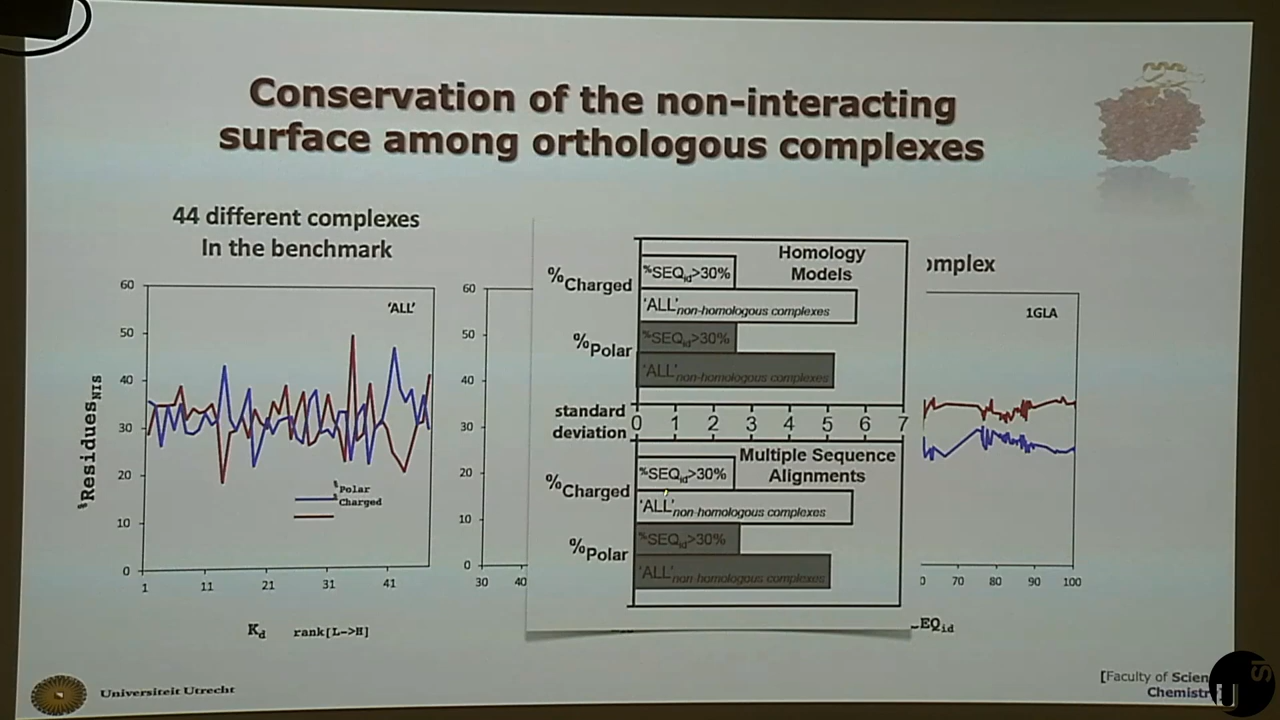 Conservation of the non-interacting
surface among orthologous complexes
44 different complexes
In the benchmark
%ResiduesNIS
60
50
40
30
20
10
0
'ALL'
%Polar
%Charged
1 11 21 31 41
Kd rank[L->H]
60
50
40
30
20
10
0
30 40
Homology
Models
%Charged
%SEQid>30%
'ALL'non-homologous complexes
%Polar
%SEQid>30%
'ALL'non-homologous complexes
standard
deviation
0 1 2 3 4 5 6 7
Multiple Sequence
Alignments
%Charged
%SEQid>30%
'ALL'non-homologous complexes
%Polar
%SEQid>30%
'ALL'non-homologous complexes
omplex
1GLA
0 70 80 90 100
EQid
Universiteit Utrecht
[Faculty of Scien
Chemistr
U
SI